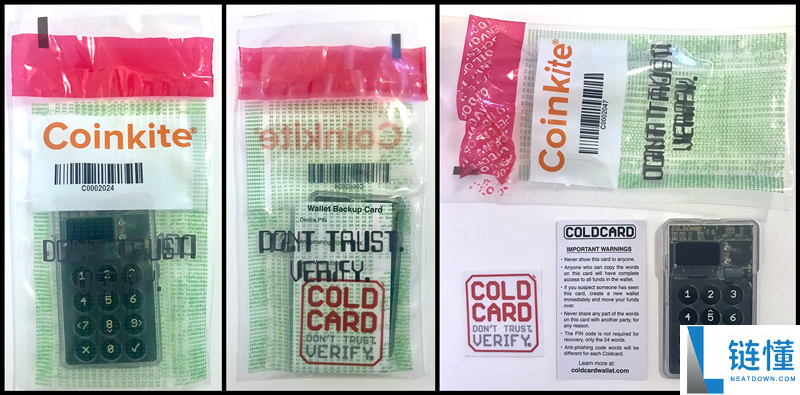 Coinkite®
C0002024
DON'T TRUST.
1 2 3
4 5 6
<7 8 9>
X 0 ✓
Coinkite
C0002024
Wallet Backup Card
Device PIN
DON'T TRUST.
VERIFY.
COLD
CARD
DON'T TRUST.
VERIFY.
Coinkite®
C0002047
DON'T TRUST.
VERIFY.
COLD
CARD
DON'T TRUST.
VERIFY.
COLDCARD
IMPORTANT WARNINGS
• Never show this card to anyone.
• Anyone who can copy the words
on this card will have complete
access to all funds in the wallet.
• If you suspect someone has seen
this card, create a new wallet
immediately and move your funds
over.
• Never share any part of the words
on this card with another party, for
any reason.
• The PIN code is not required for
recovery, only the 24 words.
• Anti-phishing code words will be
different for each Coldcard.
Learn more at:
coldcardwallet.com
COLDCARD
1 2 3
4 5 6
链懂
NEATDOWN.COM